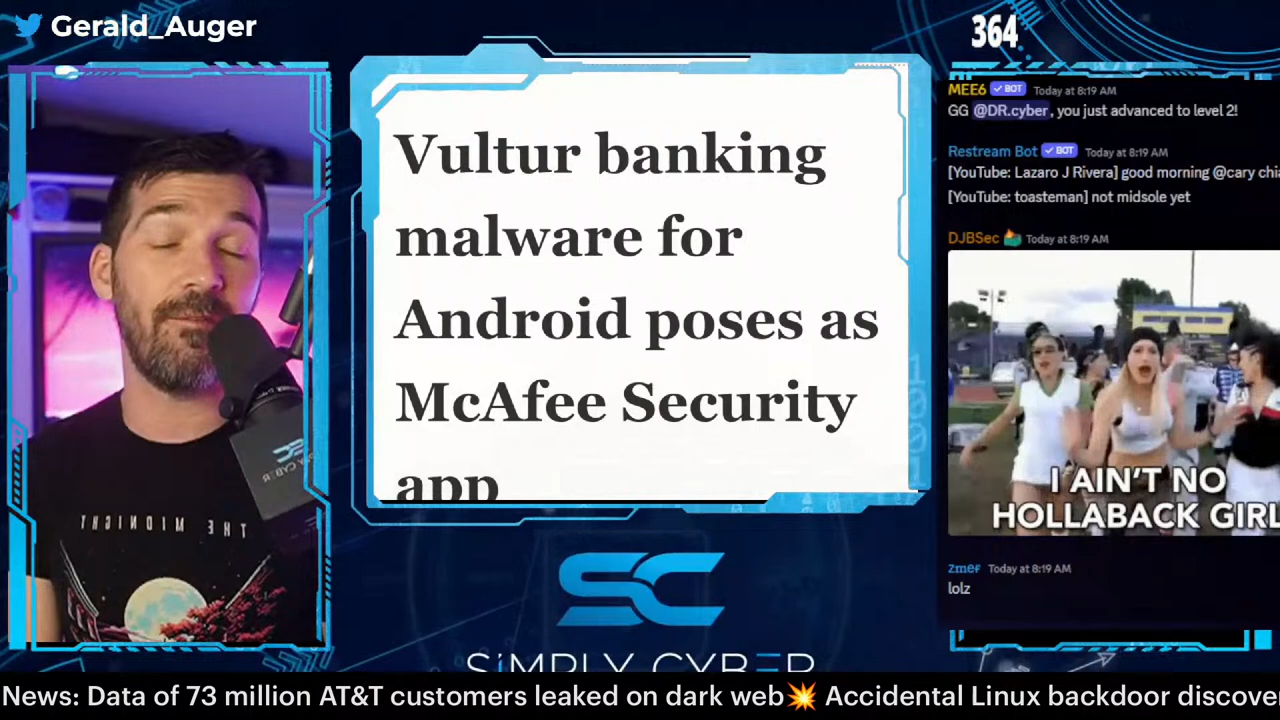 Gerald_Auger
364
Vultur banking
malware for
Android poses as
McAfee Security
app
MEE6 ✓ BOT Today at 8:19 AM
GG @DR.cyber, you just advanced to level 2!
Restream Bot ✓ BOT Today at 8:19 AM
[YouTube: Lazaro J Rivera] good morning @cary chi
[YouTube: toasteman] not midsole yet
DJBSec Today at 8:19 AM
I AIN'T NO
HOLLABACK GIRL
zmef Today at 8:19 AM
lolz
THE MIDNIGHT
SC
SIMPLY CYBER
News: Data of 73 million AT&T customers leaked on dark web💥 Accidental Linux backdoor discove